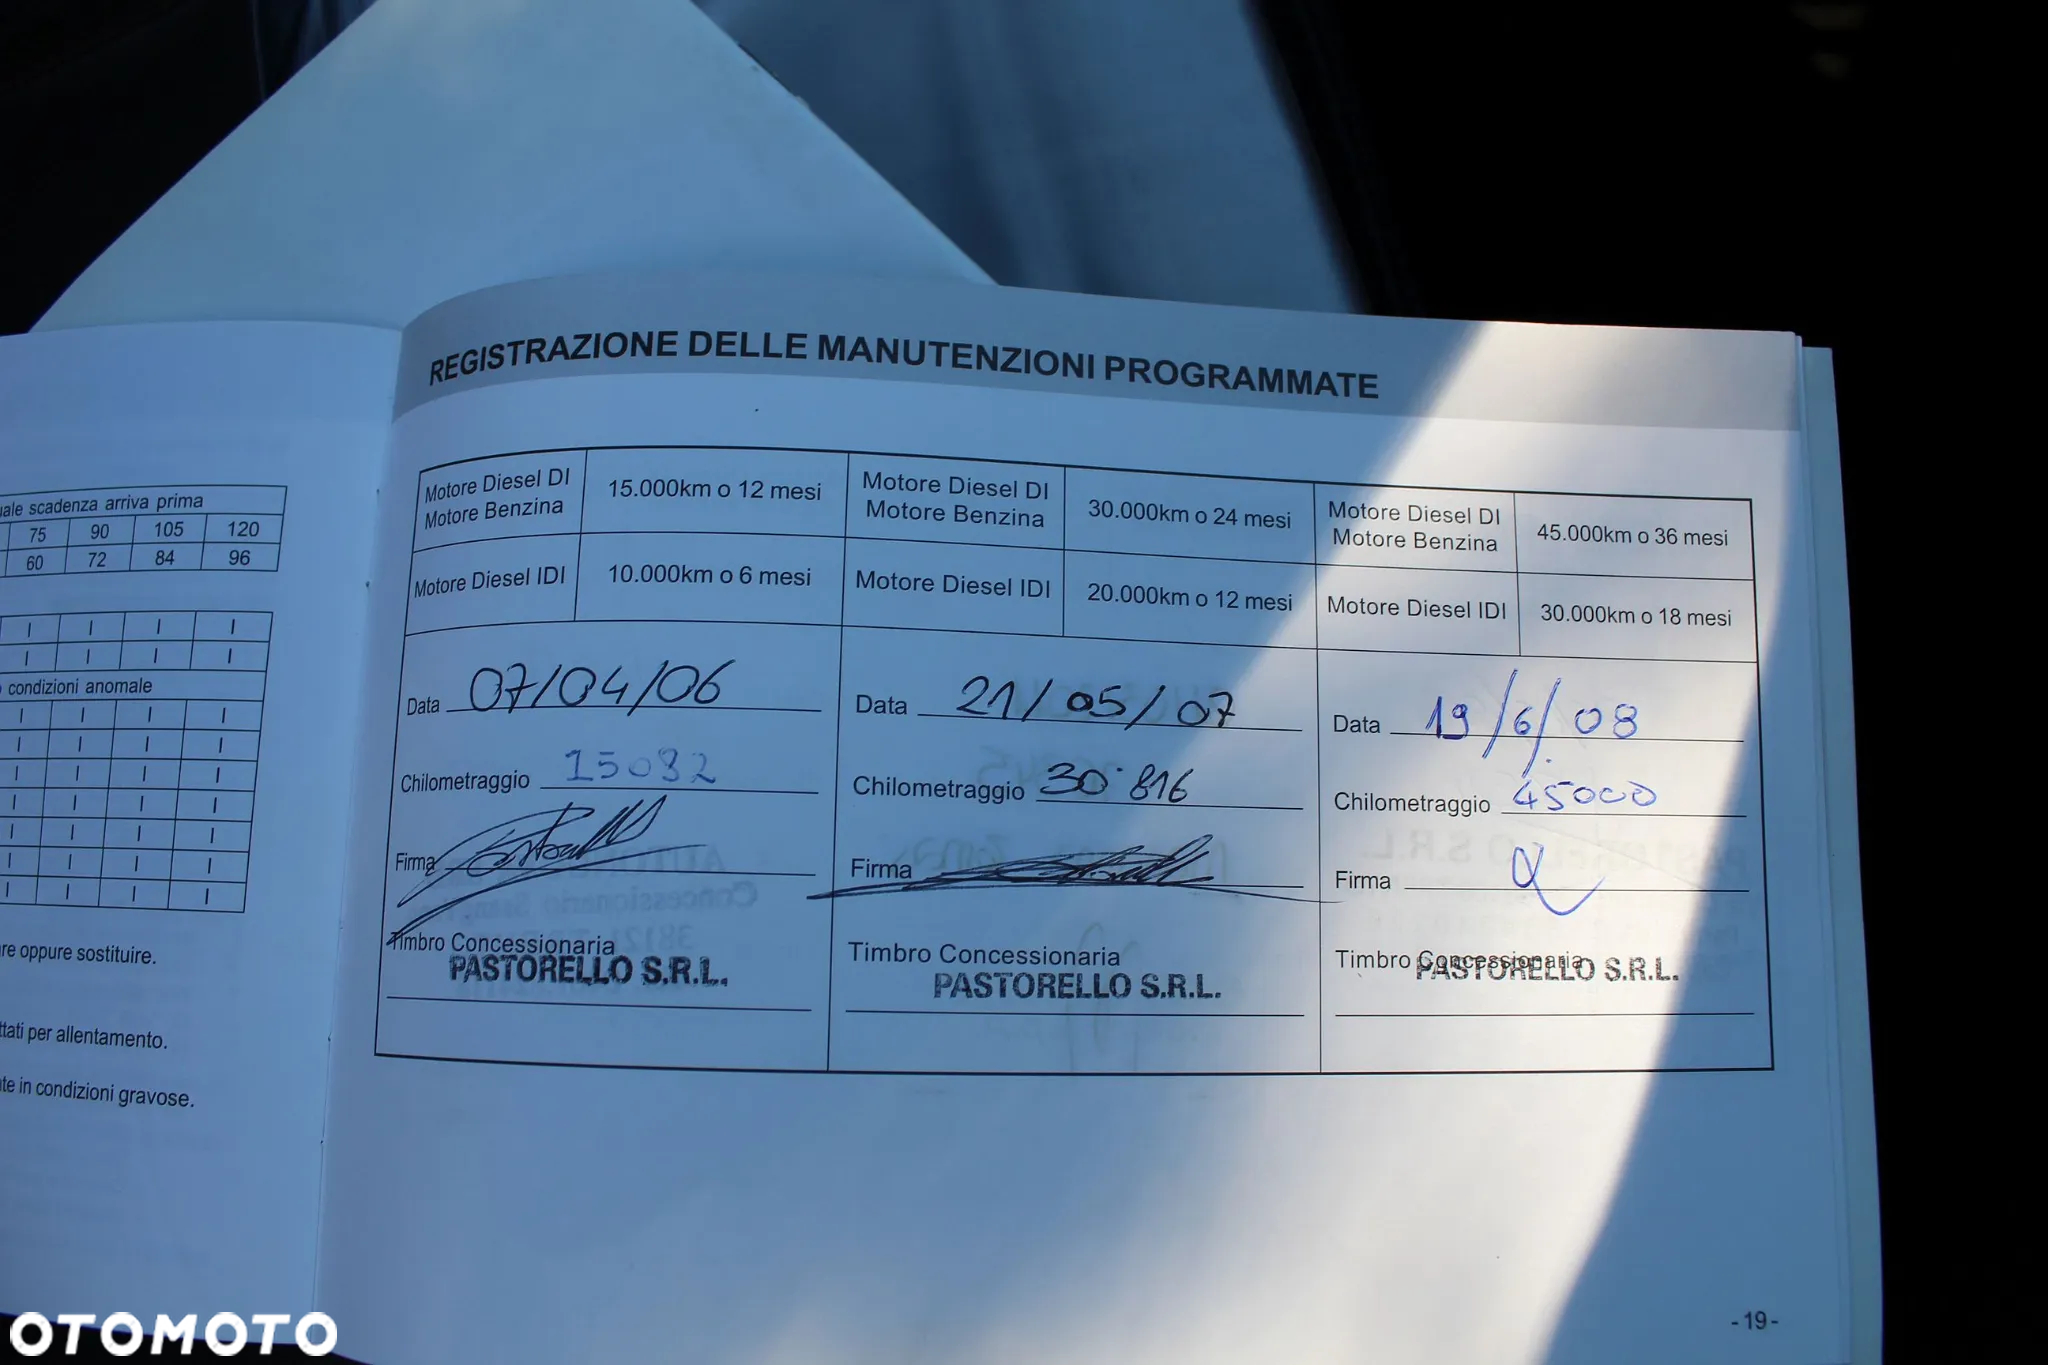 uale scadenza arriva prima
75 90 105 120
60 72 84 96
I I I I
I I I I
condizioni anomale
I I I I
I I I I
I I I I
I I I I
I I I I
I I I I
I I I I
re oppure sostituire.
ttati per allentamento.
te in condizioni gravose.
REGISTRAZIONE DELLE MANUTENZIONI PROGRAMMATE
Motore Diesel DI
Motore Benzina
15.000km o 12 mesi
Motore Diesel DI
Motore Benzina
30.000km o 24 mesi
Motore Diesel DI
Motore Benzina
45.000km o 36 mesi
Motore Diesel IDI
10.000km o 6 mesi
Motore Diesel IDI
20.000km o 12 mesi
Motore Diesel IDI
30.000km o 18 mesi
Data 07/04/06
Chilometraggio 15032
Firma
Timbro Concessionaria
PASTORELLO S.R.L.
Data 21/05/07
Chilometraggio 30.816
Firma
Timbro Concessionaria
PASTORELLO S.R.L.
Data 19/6/08
Chilometraggio 45000
Firma
Timbro Concessionaria
PASTORELLO S.R.L.
- 19 -
OTOMOTO